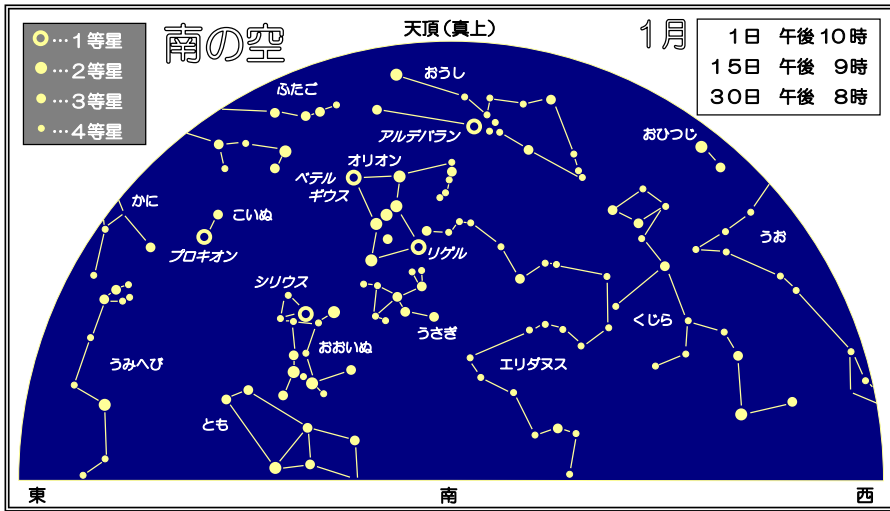 南の空
天頂（真上）
1月
1日 午後10時
15日 午後 9時
30日 午後 8時
…1等星
…2等星
…3等星
…4等星
おうし
ふたご
アルデバラン
おひつじ
オリオン
ベテル
ギウス
かに
こいぬ
プロキオン
リゲル
うお
シリウス
うさぎ
くじら
おおいぬ
うみへび
エリダヌス
とも
東
南
西